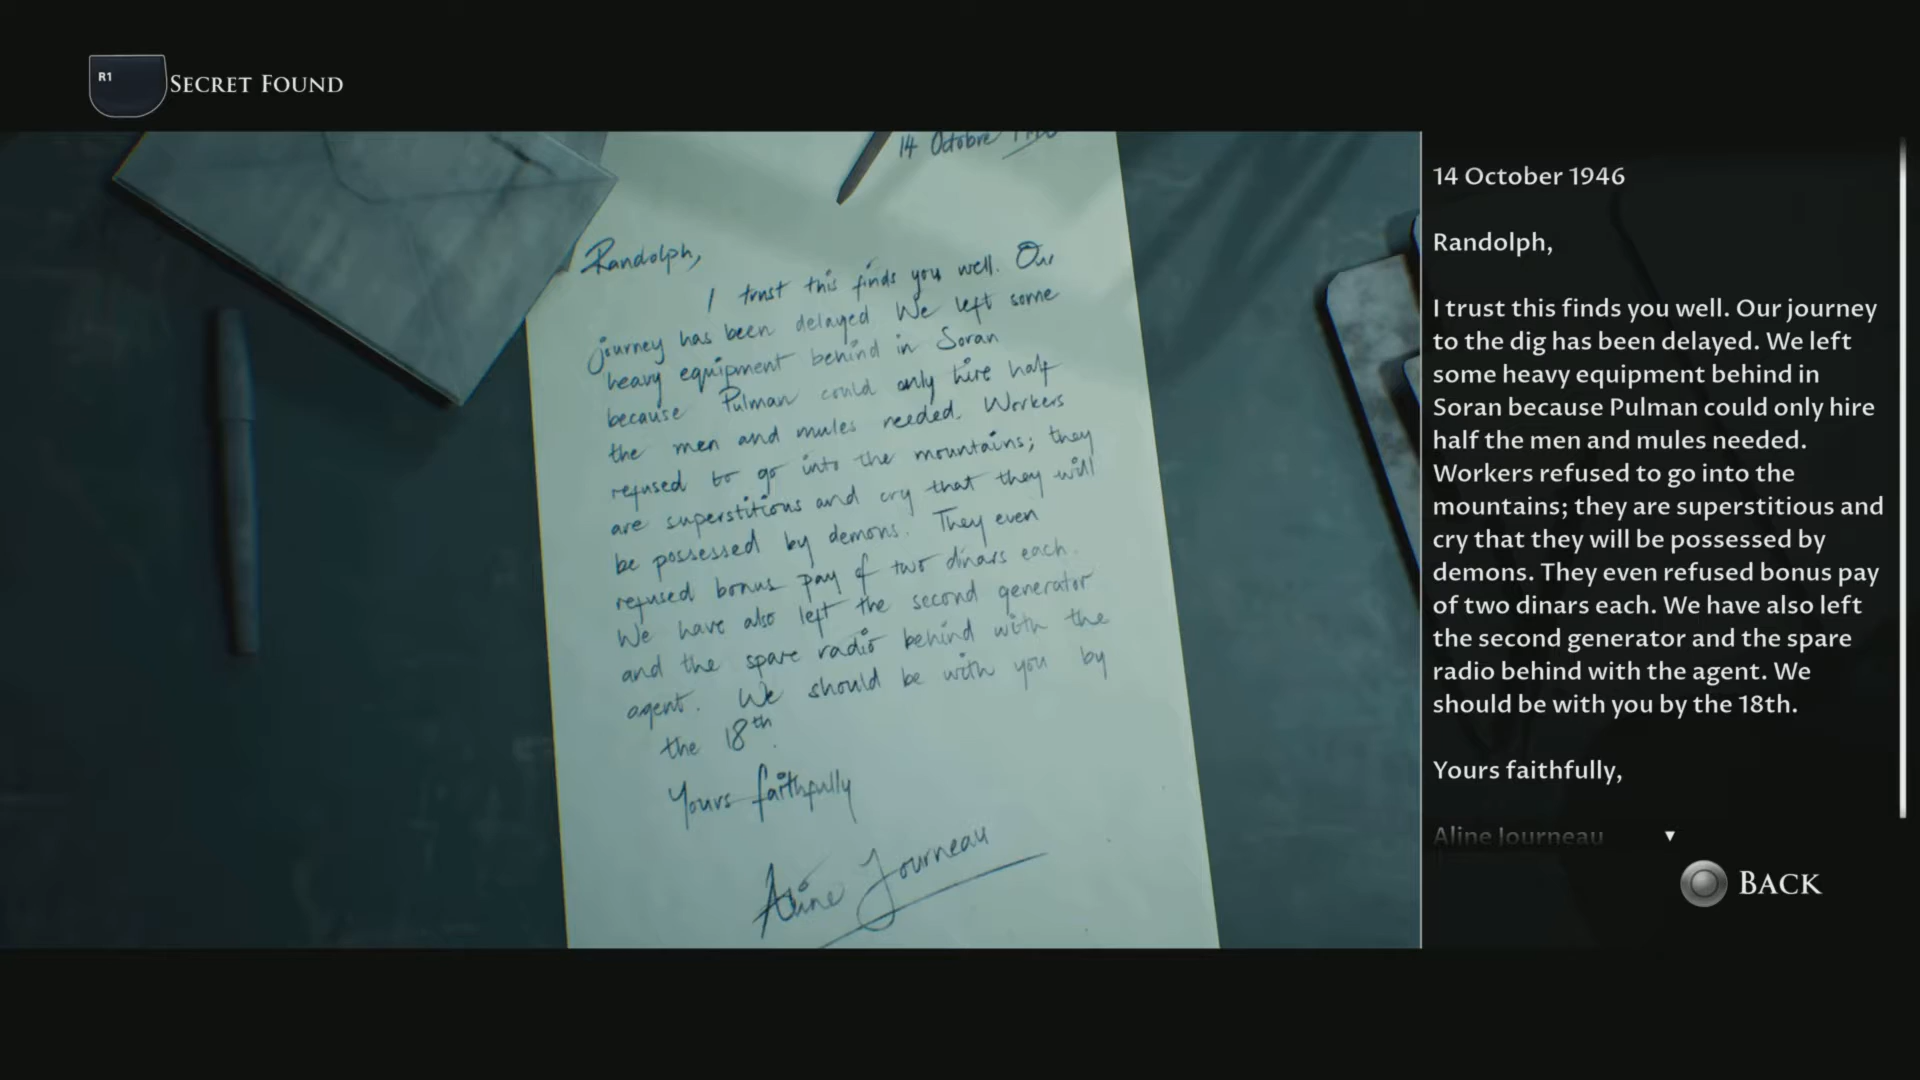 R1
SECRET FOUND
14 Octobre
Randolph,
I trust this finds you well. Our
journey has been delayed We left some
heavy equipment behind in Soran
because Pulman could only hire half
the men and mules needed. Workers
refused to go into the mountains; they
are superstitious and cry that they will
be possessed by demons. They even
refused bonus pay of two dinars each.
We have also left the second generator
and the spare radio behind with the
agent. We should be with you by
the 18th.
Yours faithfully
Aline Journeau
14 October 1946
Randolph,
I trust this finds you well. Our journey
to the dig has been delayed. We left
some heavy equipment behind in
Soran because Pulman could only hire
half the men and mules needed.
Workers refused to go into the
mountains; they are superstitious and
cry that they will be possessed by
demons. They even refused bonus pay
of two dinars each. We have also left
the second generator and the spare
radio behind with the agent. We
should be with you by the 18th.
Yours faithfully,
Aline Journeau
BACK